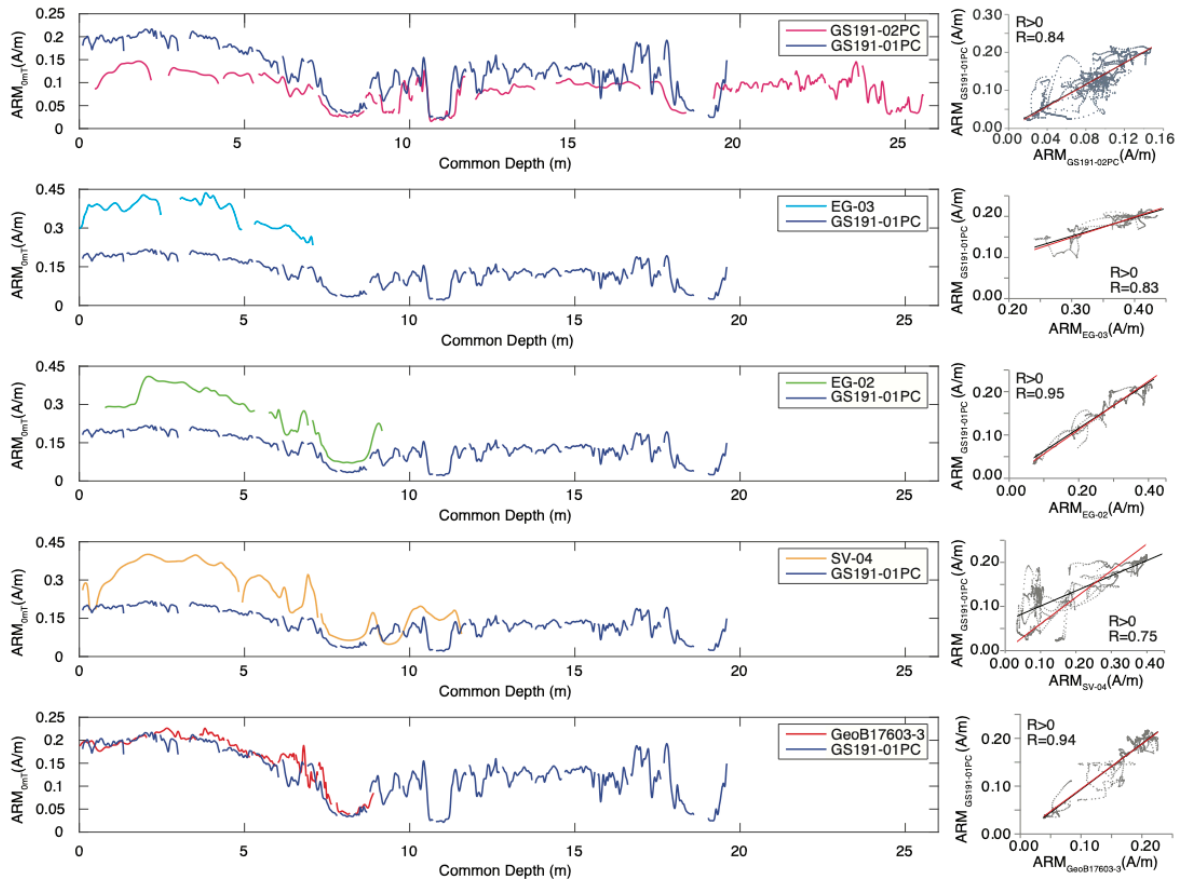 0.25
0.2
0.15
0.1
0.05
0
ARM0mT(A/m)
GS191-02PC
GS191-01PC
0 5 10 15 20 25
Common Depth (m)
0.30
0.20
0.10
0.00
ARMGS191-01PC (A/m)
R>0
R=0.84
0.00 0.04 0.08 0.12 0.16
ARMGS191-02PC(A/m)
0.45
0.3
0.15
0
ARM0mT(A/m)
EG-03
GS191-01PC
0 5 10 15 20 25
Common Depth (m)
0.20
0.10
0.00
ARMGS191-01PC (A/m)
R>0
R=0.83
0.20 0.30 0.40
ARMEG-03(A/m)
0.45
0.3
0.15
0
ARM0mT(A/m)
EG-02
GS191-01PC
0 5 10 15 20 25
Common Depth (m)
0.20
0.10
0.00
ARMGS191-01PC (A/m)
R>0
R=0.95
0.00 0.10 0.20 0.30 0.40
ARMEG-02(A/m)
0.45
0.3
0.15
0
ARM0mT(A/m)
SV-04
GS191-01PC
0 5 10 15 20 25
Common Depth (m)
0.20
0.10
0.00
ARMGS191-01PC (A/m)
R>0
R=0.75
0.00 0.10 0.20 0.30 0.40
ARMSV-04(A/m)
0.25
0.2
0.15
0.1
0.05
0
ARM0mT(A/m)
GeoB17603-3
GS191-01PC
0 5 10 15 20 25
Common Depth (m)
0.20
0.10
0.00
ARMGS191-01PC (A/m)
R>0
R=0.94
0.00 0.10 0.20
ARMGeoB17603-3(A/m)